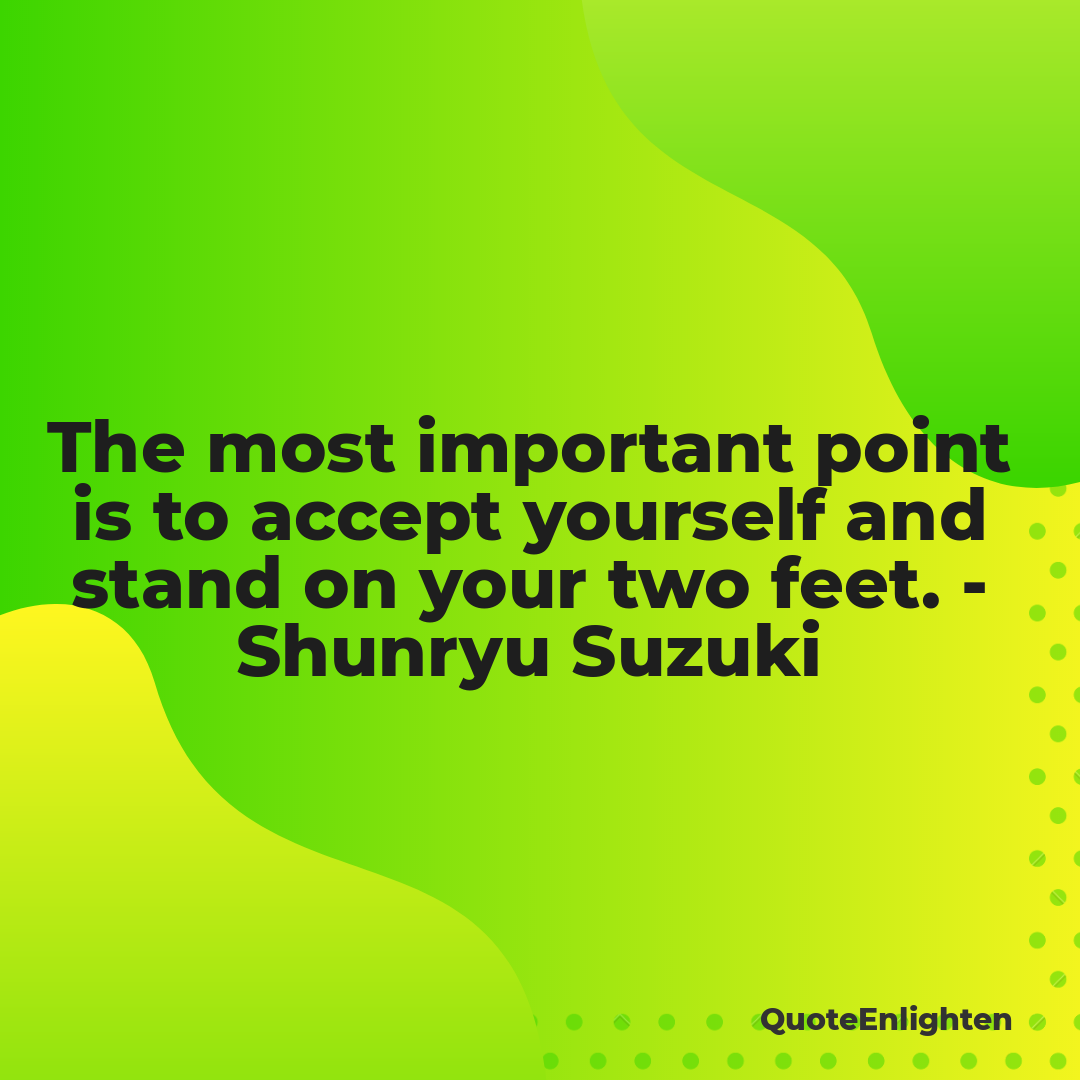 The most important point
is to accept yourself and
stand on your two feet. -
Shunryu Suzuki
QuoteEnlighten